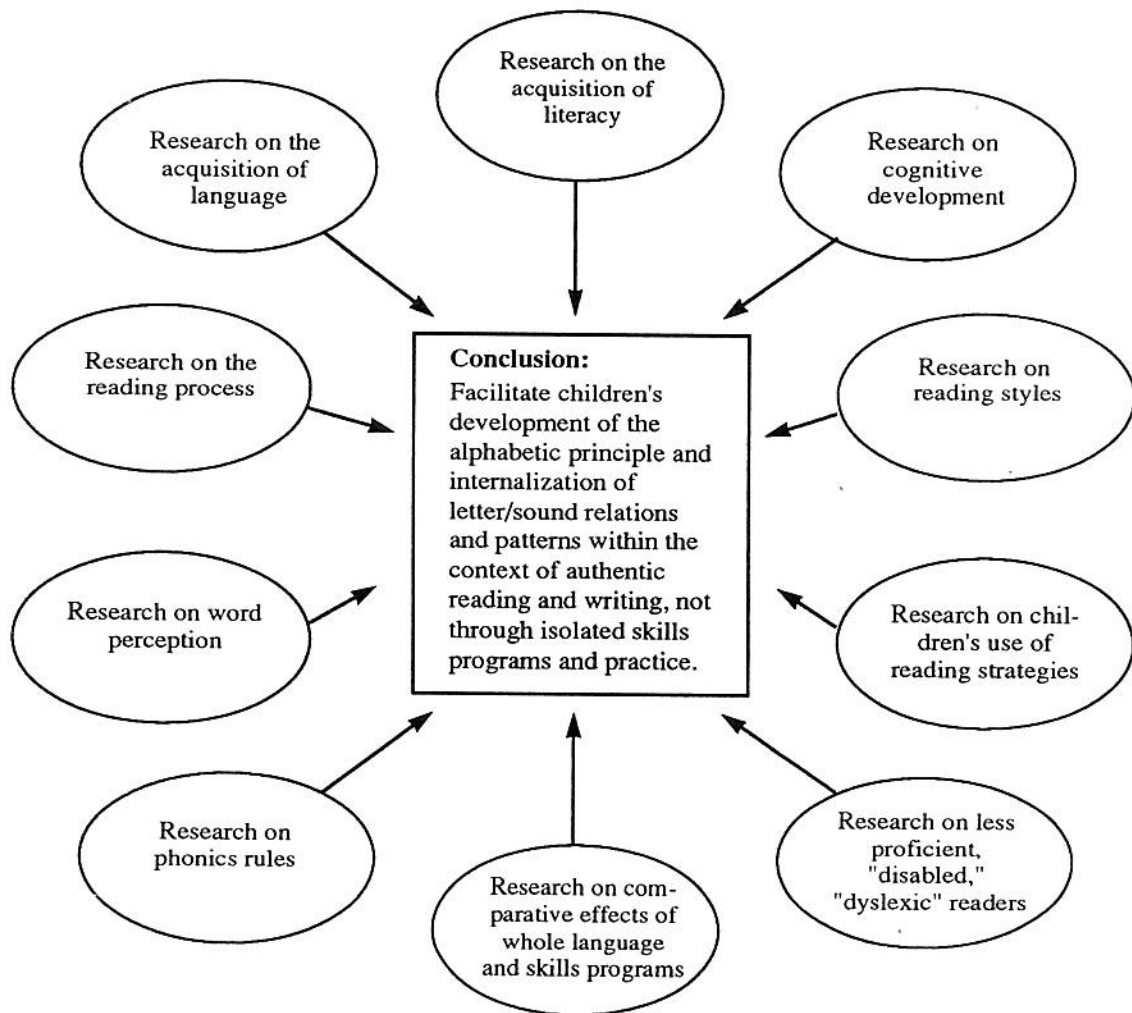 Research on the
acquisition of
literacy
Research on the
acquisition of
language
Research on
cognitive
development
Research on the
reading process
Conclusion:
Facilitate children's
development of the
alphabetic principle and
internalization of
letter/sound relations
and patterns within the
context of authentic
reading and writing, not
through isolated skills
programs and practice.
Research on
reading styles
Research on word
perception
Research on chil-
dren's use of
reading strategies
Research on
phonics rules
Research on com-
parative effects of
whole language
and skills programs
Research on less
proficient,
"disabled,"
"dyslexic" readers